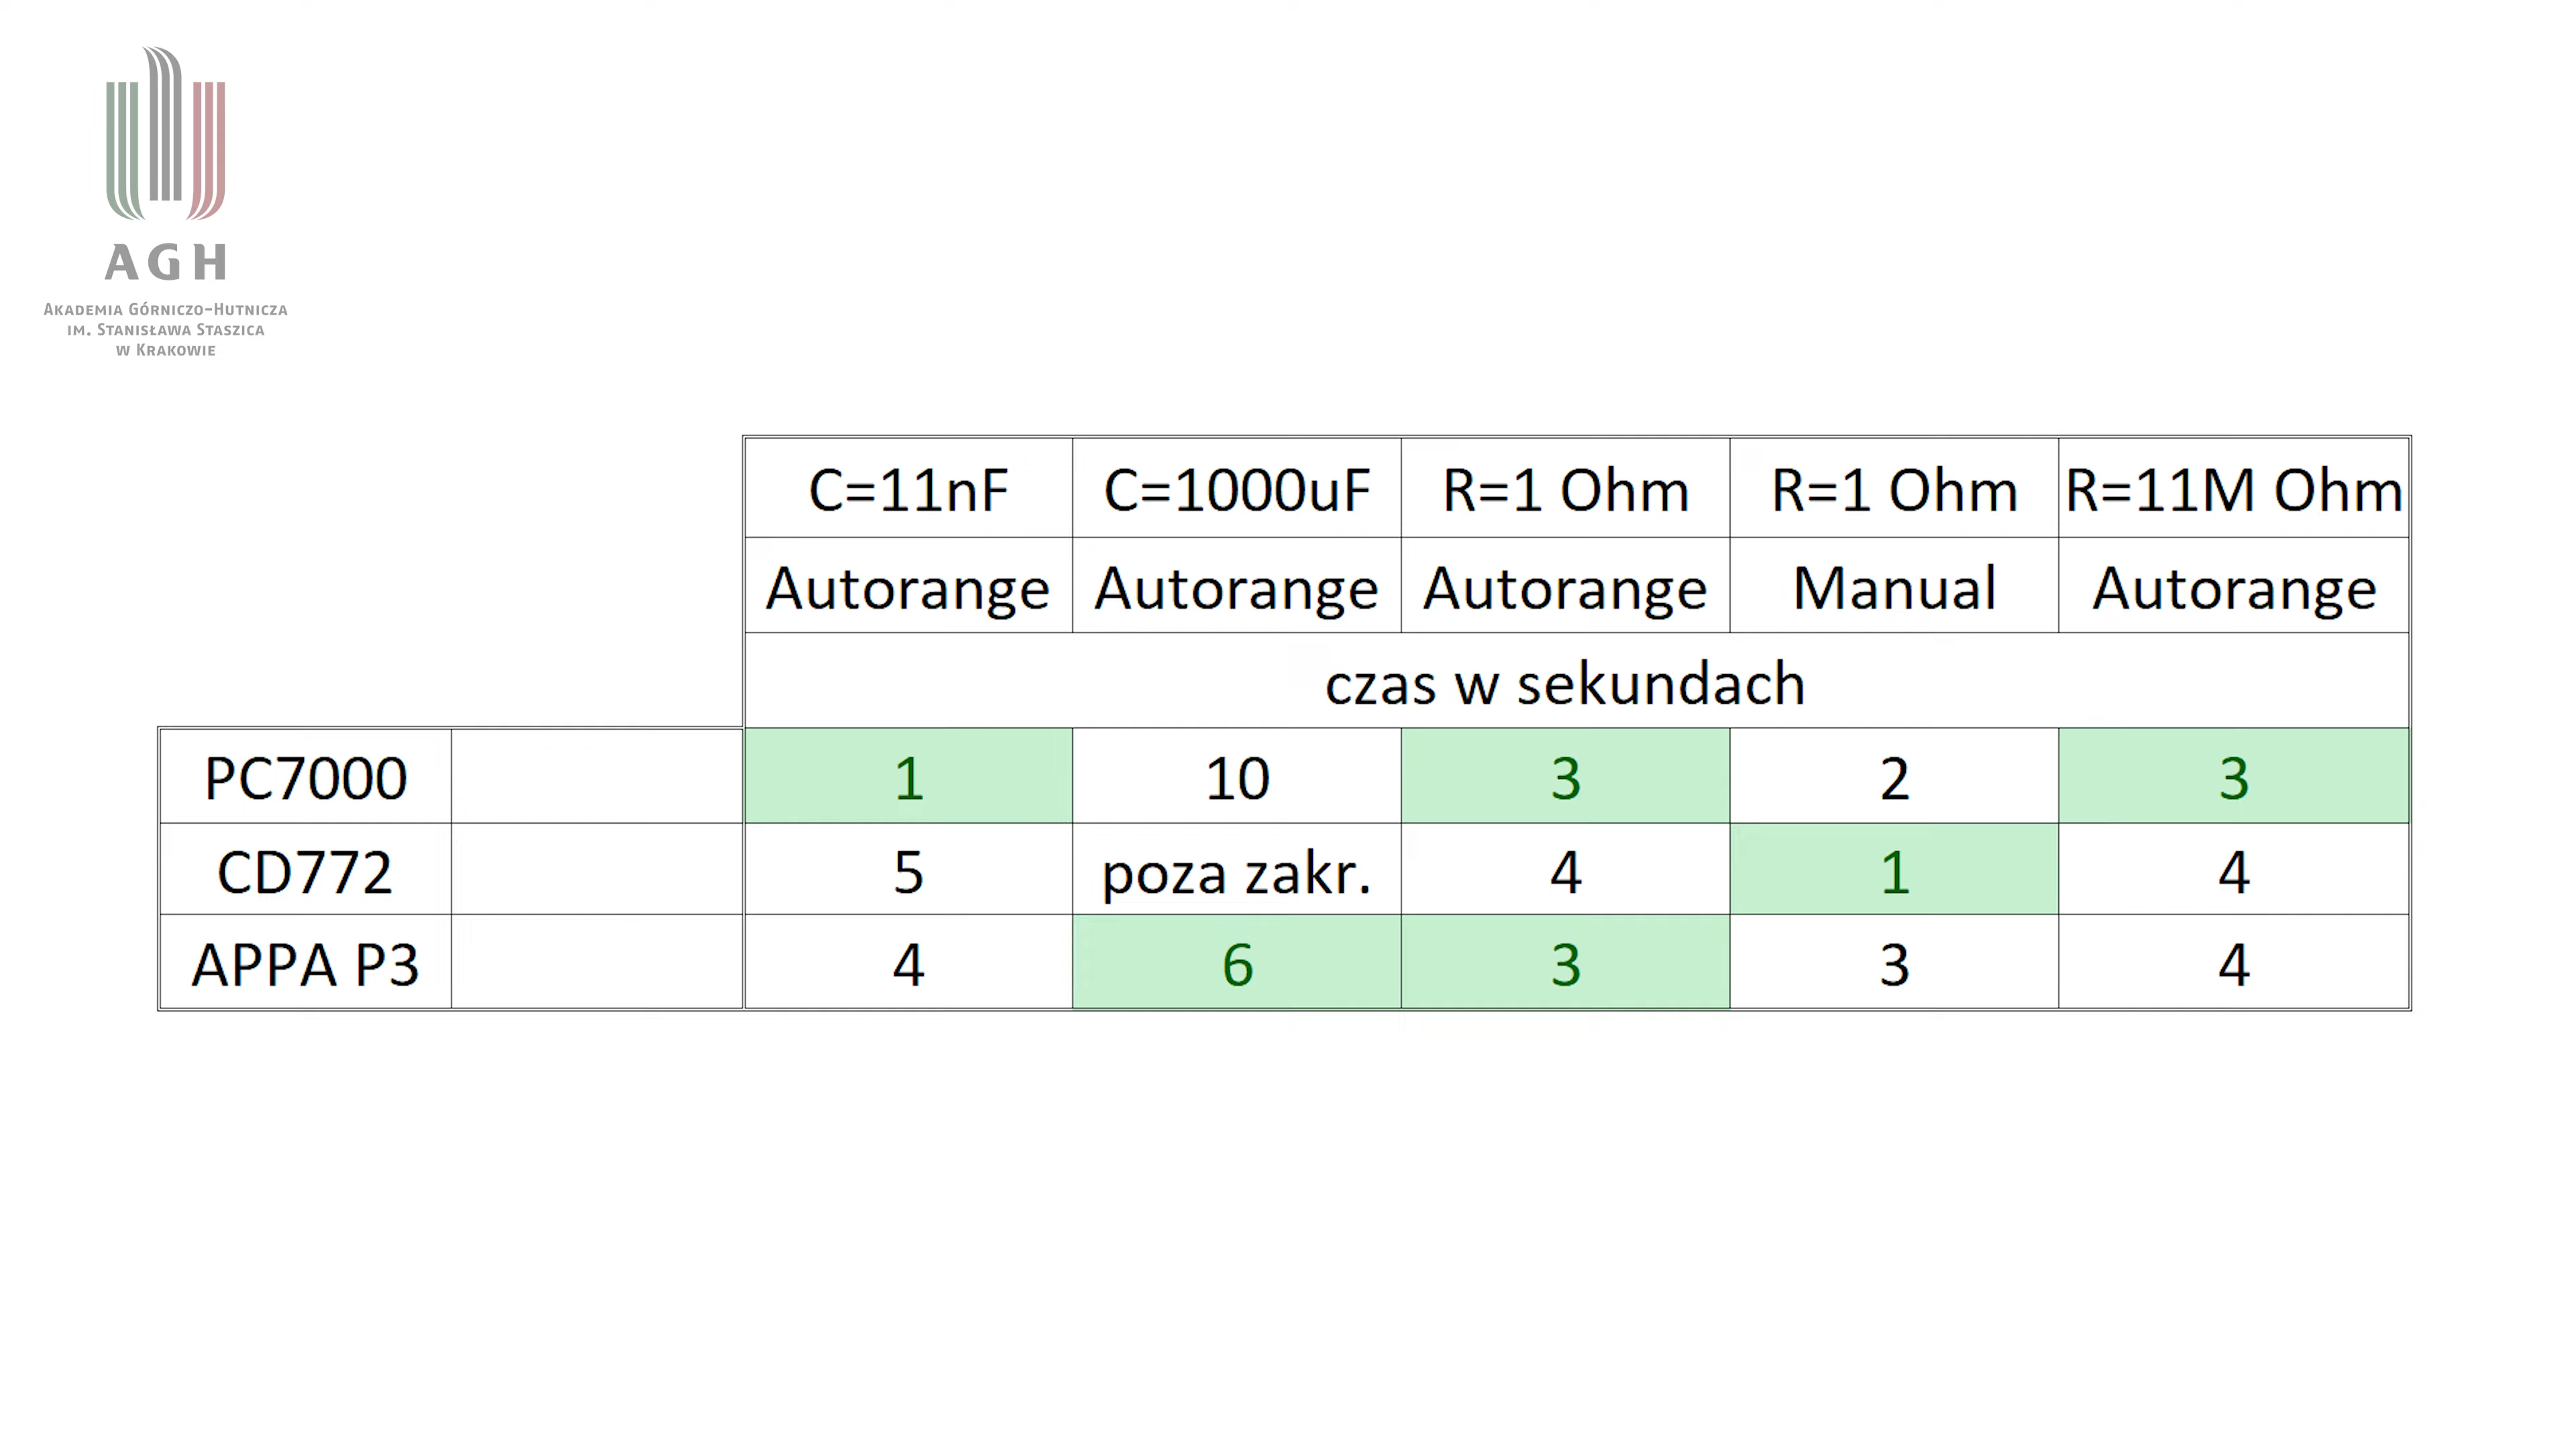 AGH
Akademia Górniczo-Hutnicza
im. Stanisława Staszica
w Krakowie
C=11nF C=1000uF R=1 Ohm R=1 Ohm R=11M Ohm
Autorange Autorange Autorange Manual Autorange
czas w sekundach
PC7000 1 10 3 2 3
CD772 5 poza zakr. 4 1 4
APPA P3 4 6 3 3 4